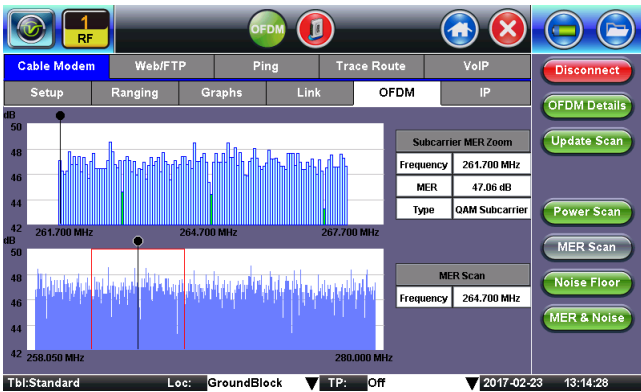 1
RF
OFDM
Cable Modem Web/FTP Ping Trace Route VoIP
Setup Ranging Graphs Link OFDM IP
Disconnect
OFDM Details
Update Scan
Power Scan
MER Scan
Noise Floor
MER & Noise
dB
50
48
46
44
42
261.700 MHz 264.700 MHz 267.700 MHz
Subcarrier MER Zoom
Frequency 261.700 MHz
MER 47.06 dB
Type QAM Subcarrier
dB
50
48
46
44
42
258.050 MHz 280.000 MHz
MER Scan
Frequency 264.700 MHz
Tbl:Standard Loc: GroundBlock TP: Off 2017-02-23 13:14:28